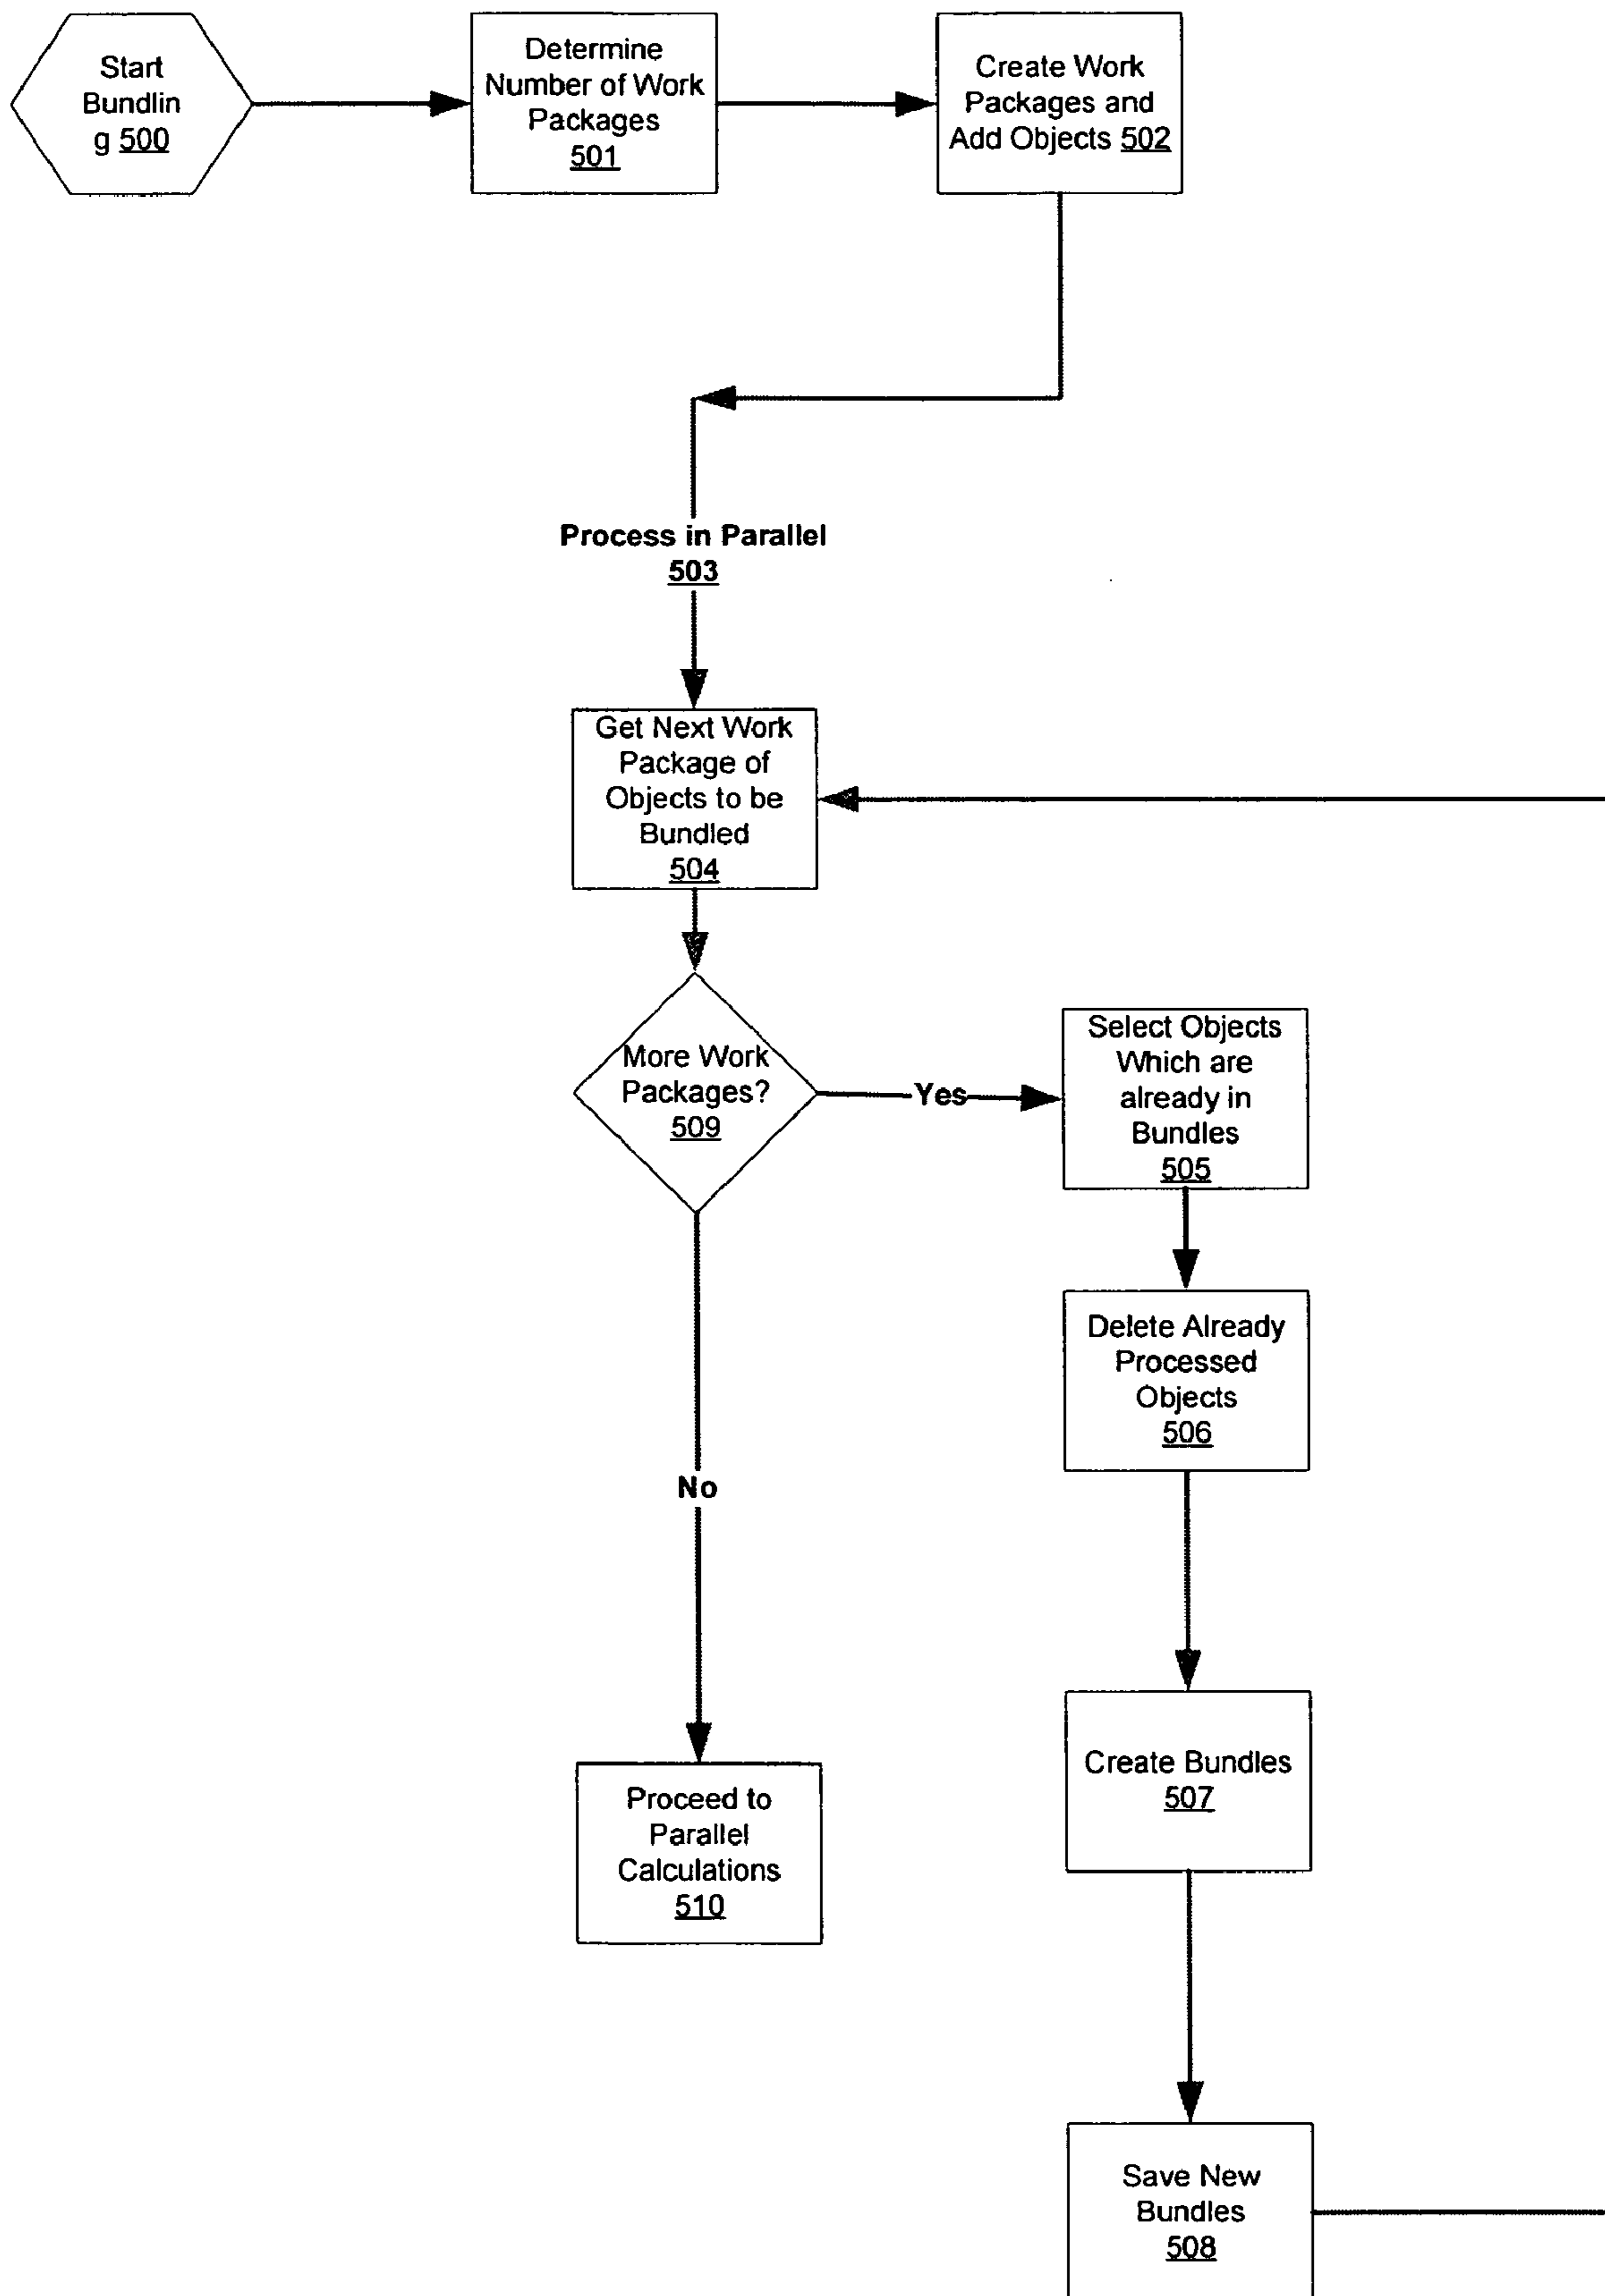 Start
Bundlin
g 500
Determine
Number of Work
Packages
501
Create Work
Packages and
Add Objects 502
Process in Parallel
503
Get Next Work
Package of
Objects to be
Bundled
504
More Work
Packages?
509
Yes
Select Objects
Which are
already in
Bundles
505
Delete Already
Processed
Objects
506
No
Create Bundles
507
Proceed to
Parallel
Calculations
510
Save New
Bundles
508